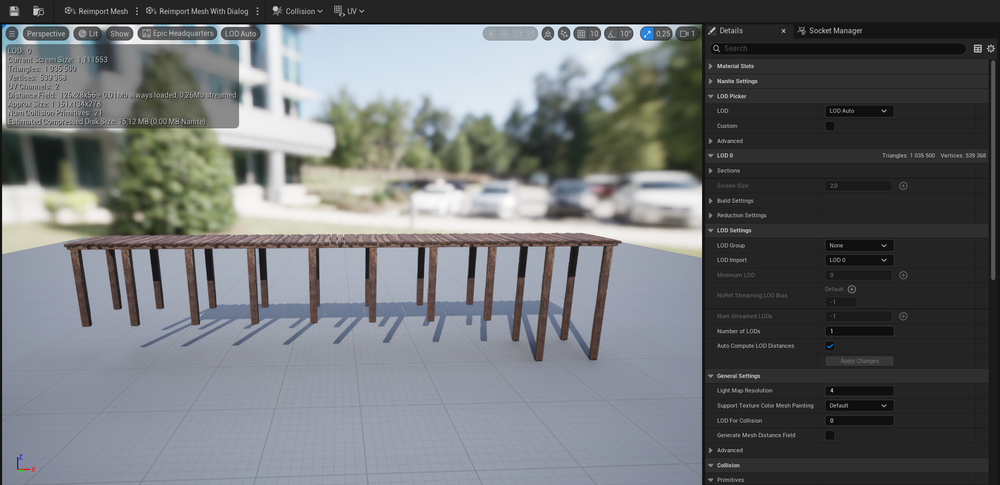 Reimport Mesh
Reimport Mesh With Dialog
Collision
UV
Perspective
Lit
Show
Epic Headquarters
LOD Auto
10
10°
0,25
1
LOD: 0
Current Screen Size: 1,111553
Triangles: 1 035 500
Vertices: 539 368
UV Channels: 2
Distance Field: 126x28x56 = 0,01Mb always loaded, 0,26Mb streamed
Approx Size: 1 151x134x278
Num Collision Primitives: 21
Estimated Compressed Disk Size: 15,12 MB (0,00 MB Nanite)
Z
X
Details
Socket Manager
Search
Material Slots
Nanite Settings
LOD Picker
LOD LOD Auto
Custom
Advanced
LOD 0 Triangles: 1 035 500 Vertices: 539 368
Sections
Screen Size 2,0
Build Settings
Reduction Settings
LOD Settings
LOD Group None
LOD Import LOD 0
Minimum LOD 0
Default
NoRef Streaming LOD Bias
-1
Num Streamed LODs -1
Number of LODs 1
Auto Compute LOD Distances
Apply Changes
General Settings
Light Map Resolution 4
Support Texture Color Mesh Painting Default
LOD For Collision 0
Generate Mesh Distance Field
Advanced
Collision
Primitives